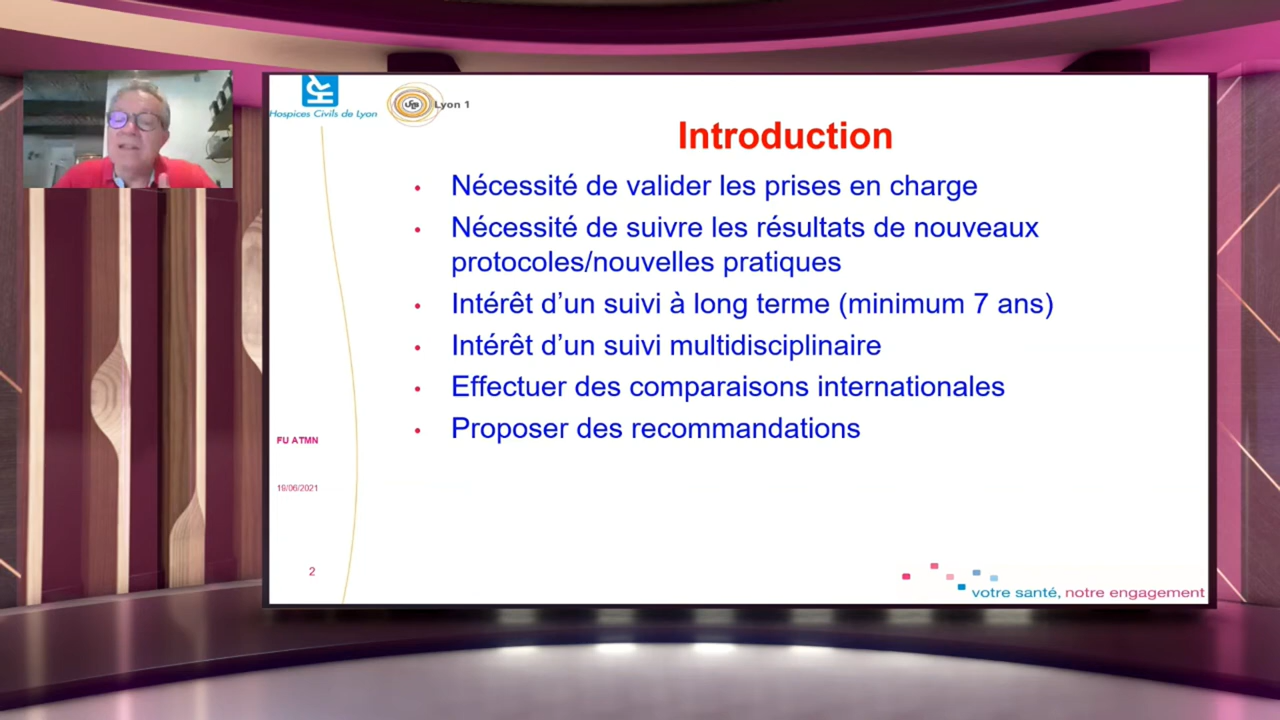 Hospices Civils de Lyon
Lyon 1
Introduction
• Nécessité de valider les prises en charge
• Nécessité de suivre les résultats de nouveaux
protocoles/nouvelles pratiques
• Intérêt d’un suivi à long terme (minimum 7 ans)
• Intérêt d’un suivi multidisciplinaire
• Effectuer des comparaisons internationales
• Proposer des recommandations
FU ATMN
19/06/2021
2
votre santé, notre engagement